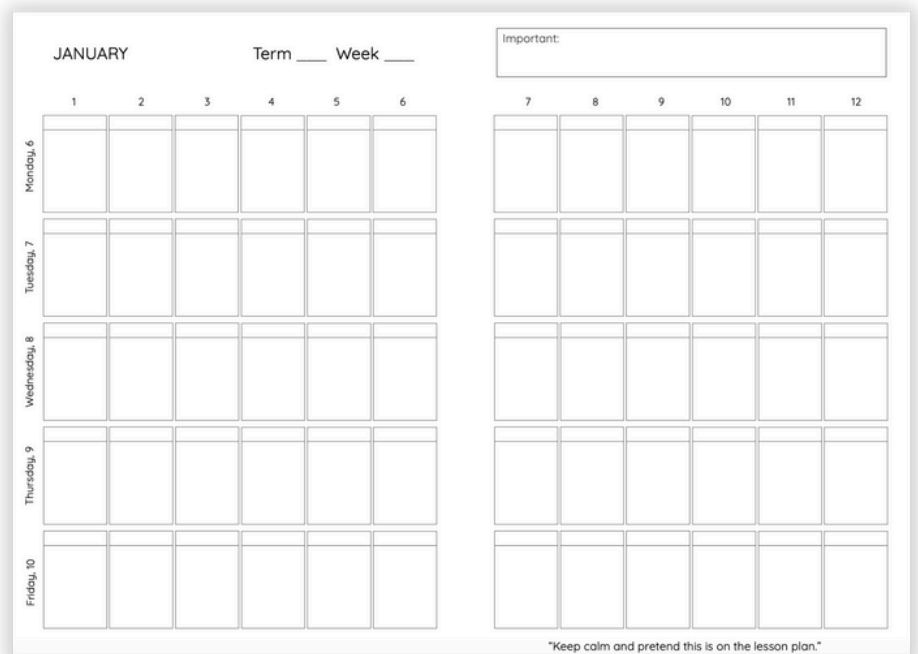 JANUARY
Term ___ Week ___
Important:
1 2 3 4 5 6
7 8 9 10 11 12
Monday, 6
Tuesday, 7
Wednesday, 8
Thursday, 9
Friday, 10
"Keep calm and pretend this is on the lesson plan."